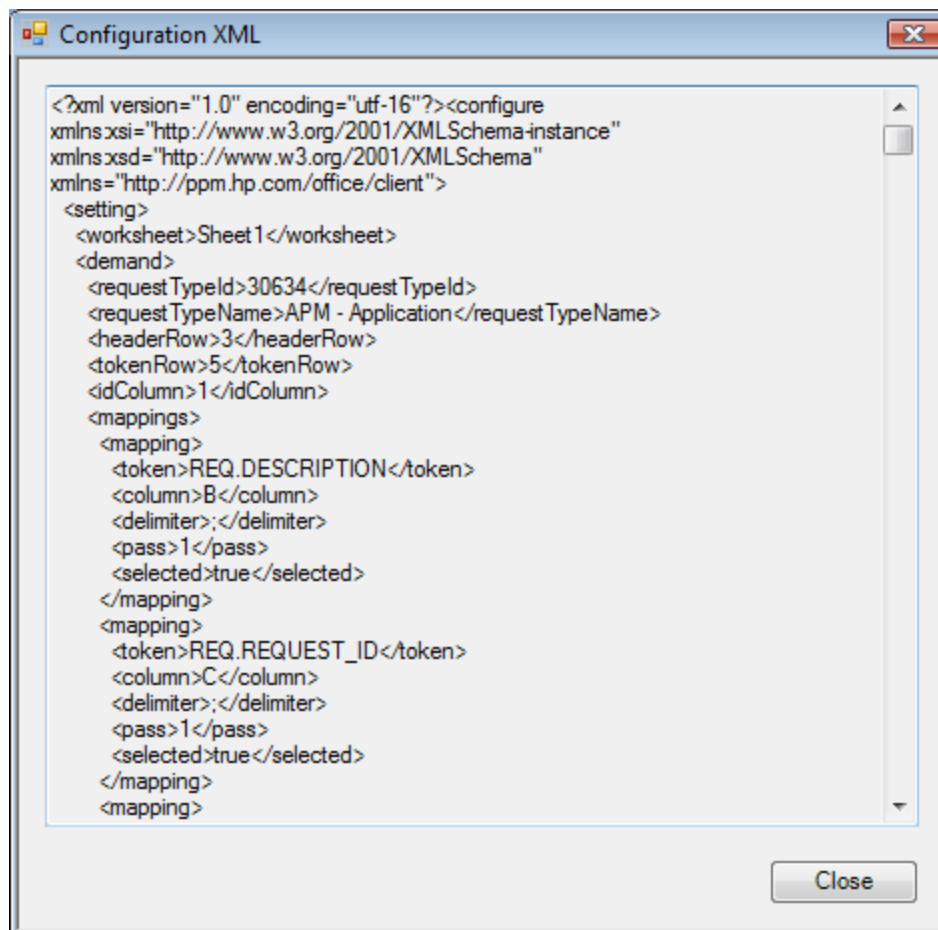 Configuration XML
<?xml version="1.0" encoding="utf-16"?><configure
xmlns:xsi="http://www.w3.org/2001/XMLSchema-instance"
xmlns:xsd="http://www.w3.org/2001/XMLSchema"
xmlns="http://ppm.hp.com/office/client">
<setting>
<worksheet>Sheet1</worksheet>
<demand>
<requestTypeId>30634</requestTypeId>
<requestTypeName>APM - Application</requestTypeName>
<headerRow>3</headerRow>
<tokenRow>5</tokenRow>
<idColumn>1</idColumn>
<mappings>
<mapping>
<token>REQ.DESCRIPTION</token>
<column>B</column>
<delimiter>;</delimiter>
<pass>1</pass>
<selected>true</selected>
</mapping>
<mapping>
<token>REQ.REQUEST_ID</token>
<column>C</column>
<delimiter>;</delimiter>
<pass>1</pass>
<selected>true</selected>
</mapping>
<mapping>
Close